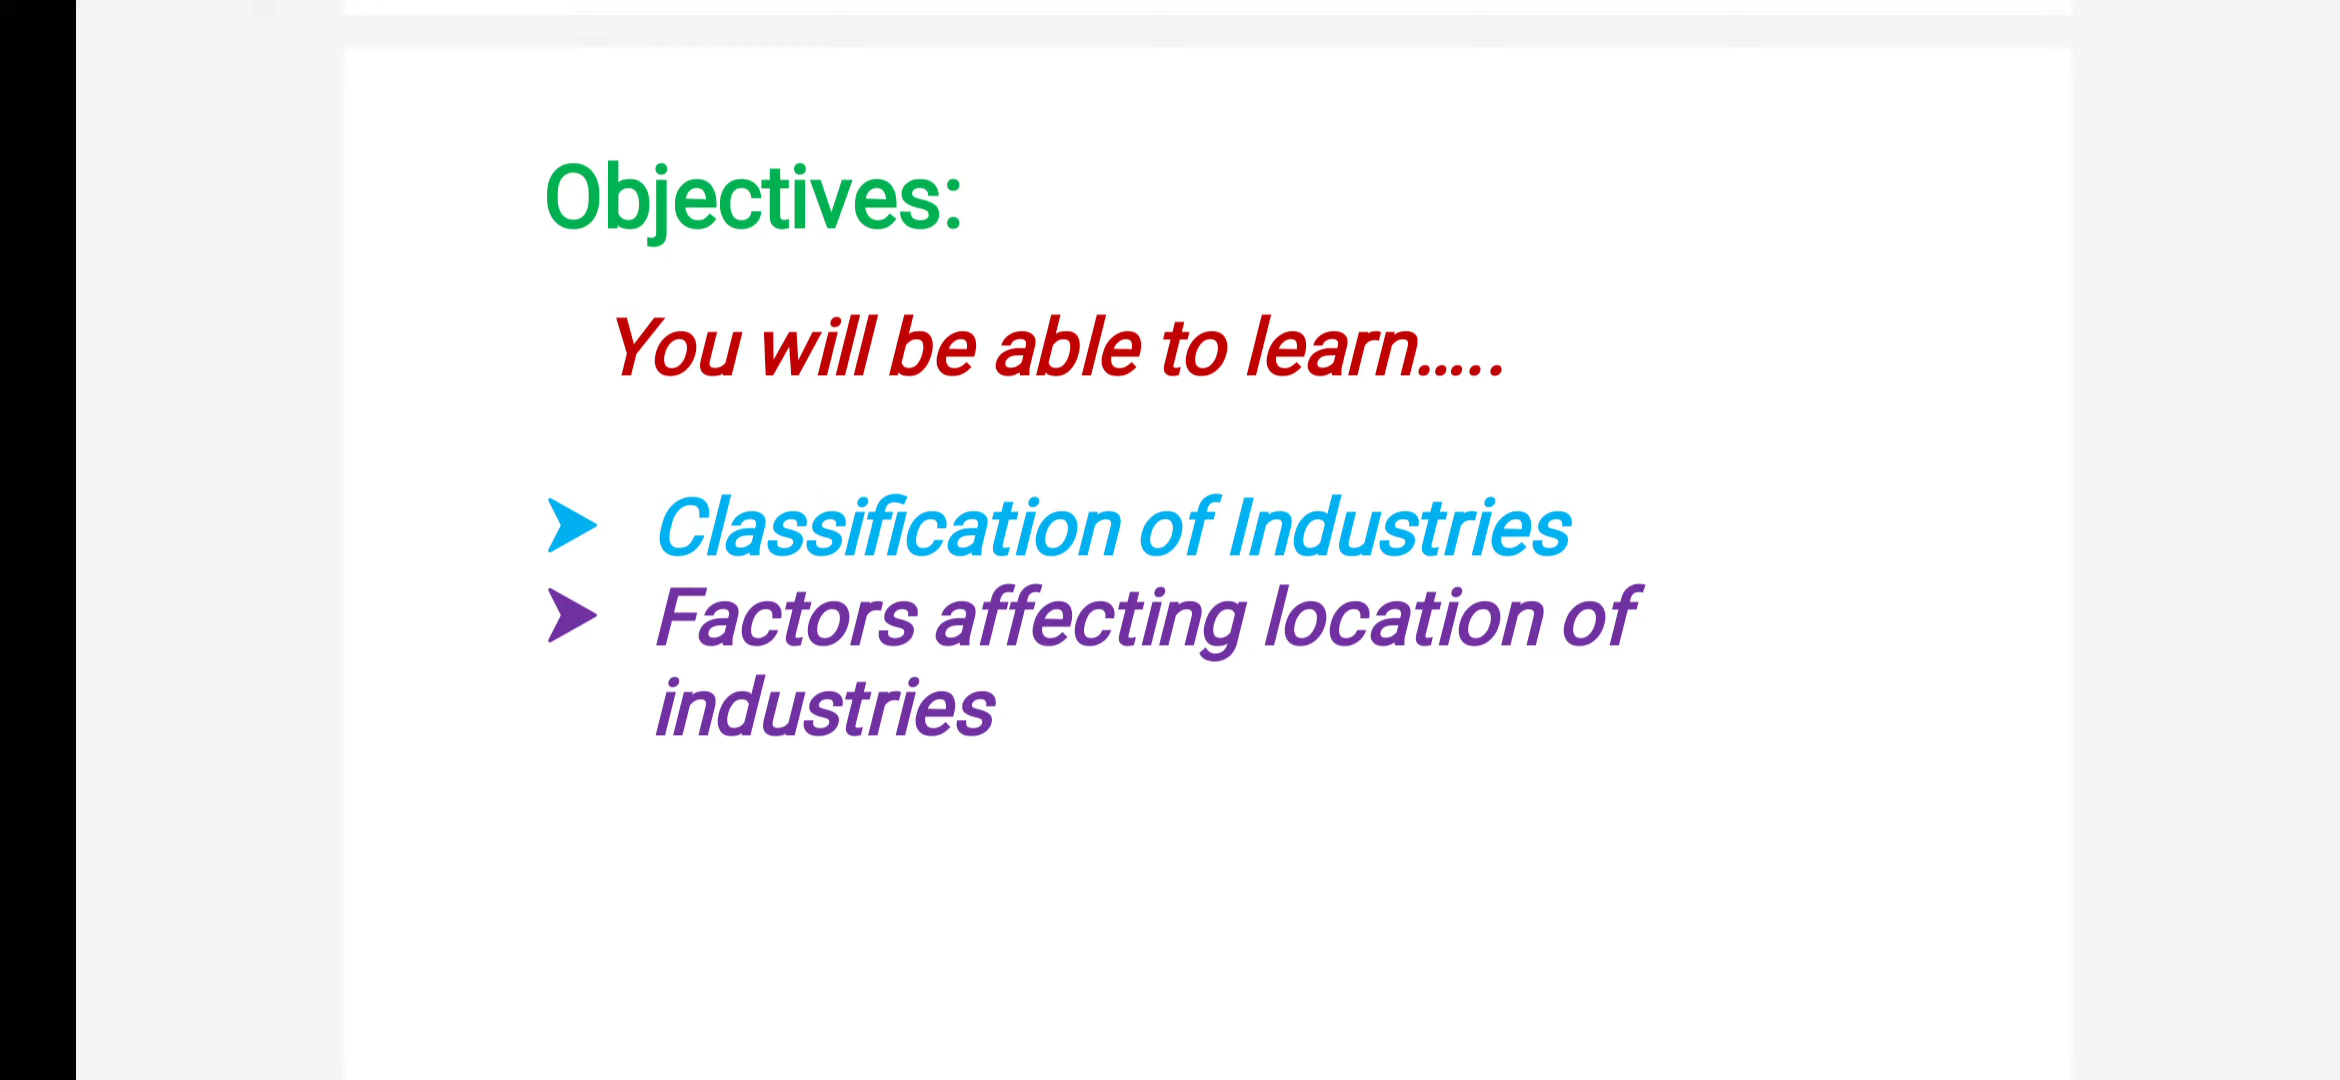 Objectives:
You will be able to learn.....
➤ Classification of Industries
➤ Factors affecting location of
industries